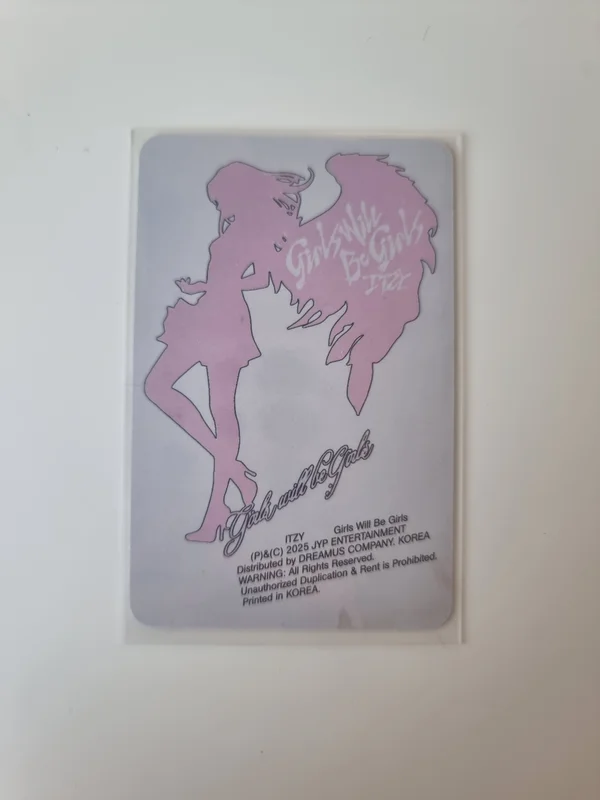 Girls Will
Be Girls
ITZY
Girls will be Girls
ITZY Girls Will Be Girls
(P)&(C) 2025 JYP ENTERTAINMENT
Distributed by DREAMUS COMPANY. KOREA
WARNING: All Rights Reserved.
Unauthorized Duplication & Rent is Prohibited.
Printed in KOREA.